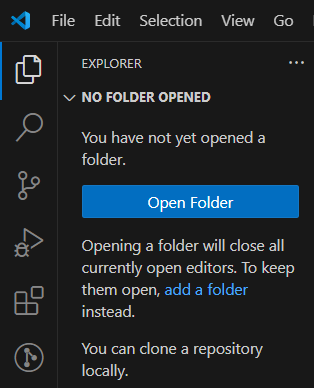 File Edit Selection View Go
EXPLORER
NO FOLDER OPENED
You have not yet opened a
folder.
Open Folder
Opening a folder will close all
currently open editors. To keep
them open, add a folder
instead.
You can clone a repository
locally.